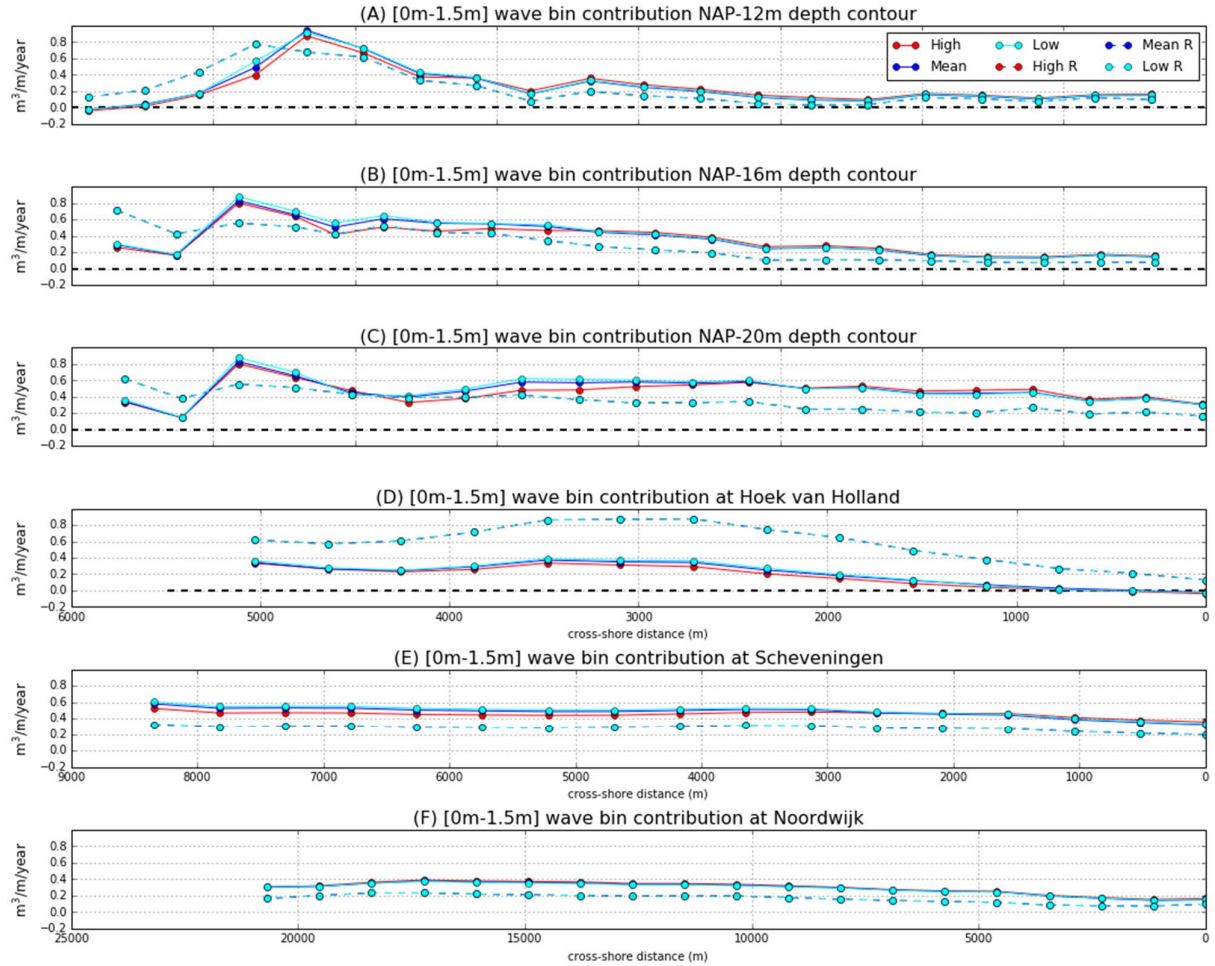 (A) [0m-1.5m] wave bin contribution NAP-12m depth contour
m³/m/year
0.8
0.6
0.4
0.2
0.0
−0.2
High Low Mean R
Mean High R Low R
(B) [0m-1.5m] wave bin contribution NAP-16m depth contour
m³/m/year
0.8
0.6
0.4
0.2
0.0
−0.2
(C) [0m-1.5m] wave bin contribution NAP-20m depth contour
m³/m/year
0.8
0.6
0.4
0.2
0.0
−0.2
(D) [0m-1.5m] wave bin contribution at Hoek van Holland
m³/m/year
0.8
0.6
0.4
0.2
0.0
−0.2
6000 5000 4000 3000 2000 1000 0
cross-shore distance (m)
(E) [0m-1.5m] wave bin contribution at Scheveningen
m³/m/year
0.8
0.6
0.4
0.2
0.0
−0.2
9000 8000 7000 6000 5000 4000 3000 2000 1000 0
cross-shore distance (m)
(F) [0m-1.5m] wave bin contribution at Noordwijk
m³/m/year
0.8
0.6
0.4
0.2
0.0
−0.2
25000 20000 15000 10000 5000 0
cross-shore distance (m)